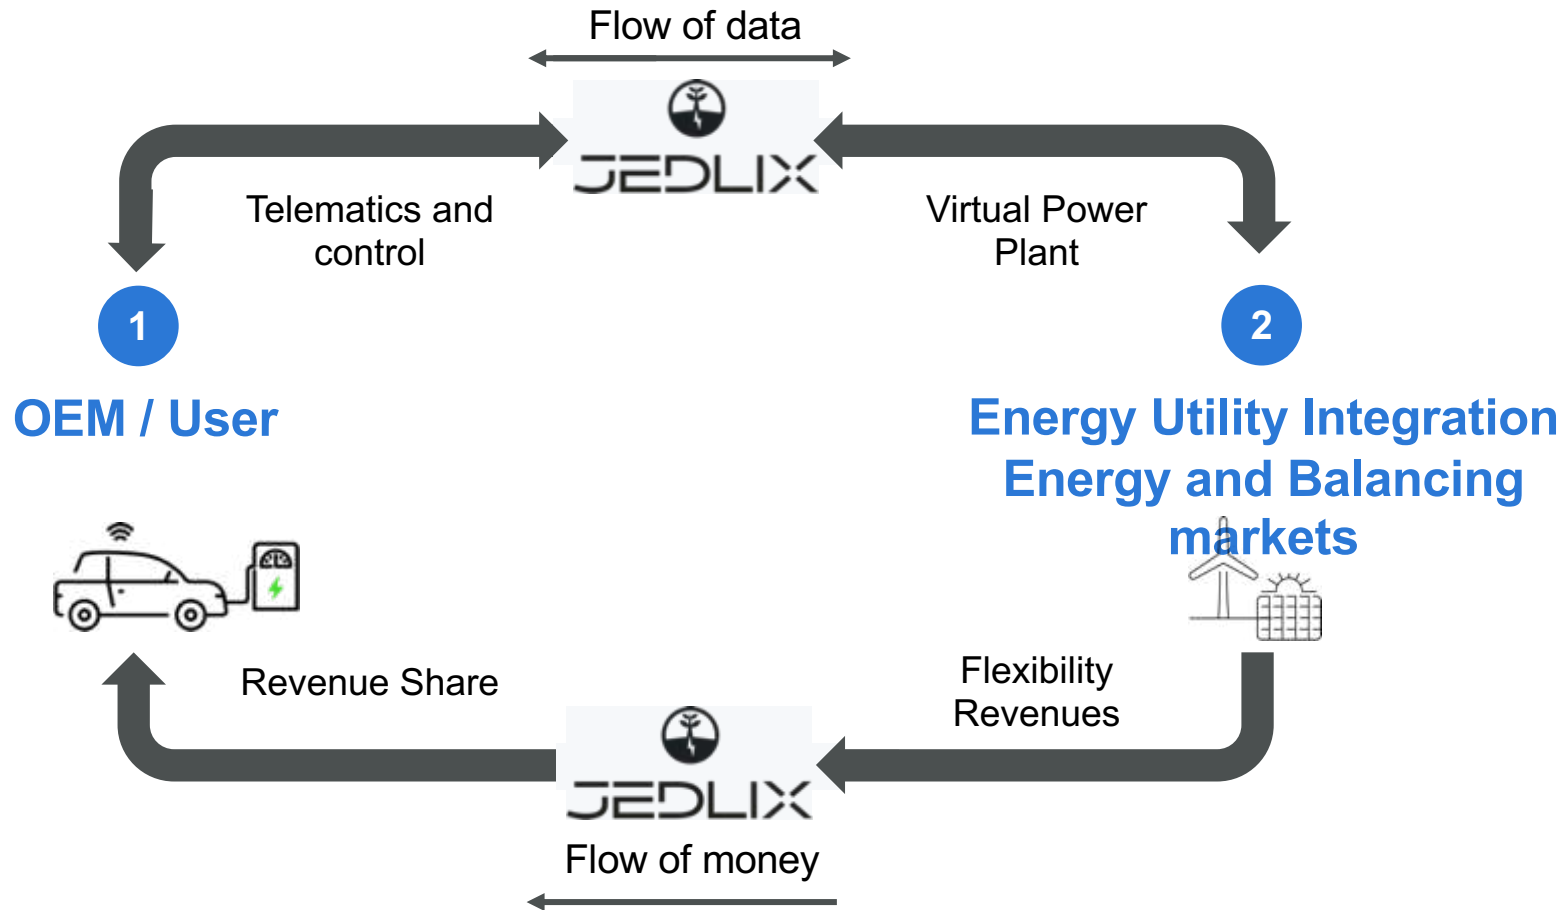 Flow of data
JEDLIX
Telematics and
control
Virtual Power
Plant
1
2
OEM / User
Energy Utility Integration
Energy and Balancing
markets
Revenue Share
Flexibility
Revenues
JEDLIX
Flow of money